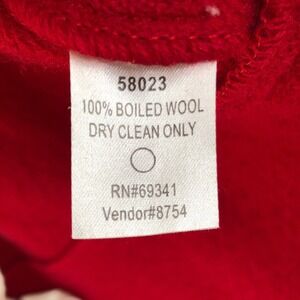 58023
100% BOILED WOOL
DRY CLEAN ONLY
RN#69341
Vendor#8754